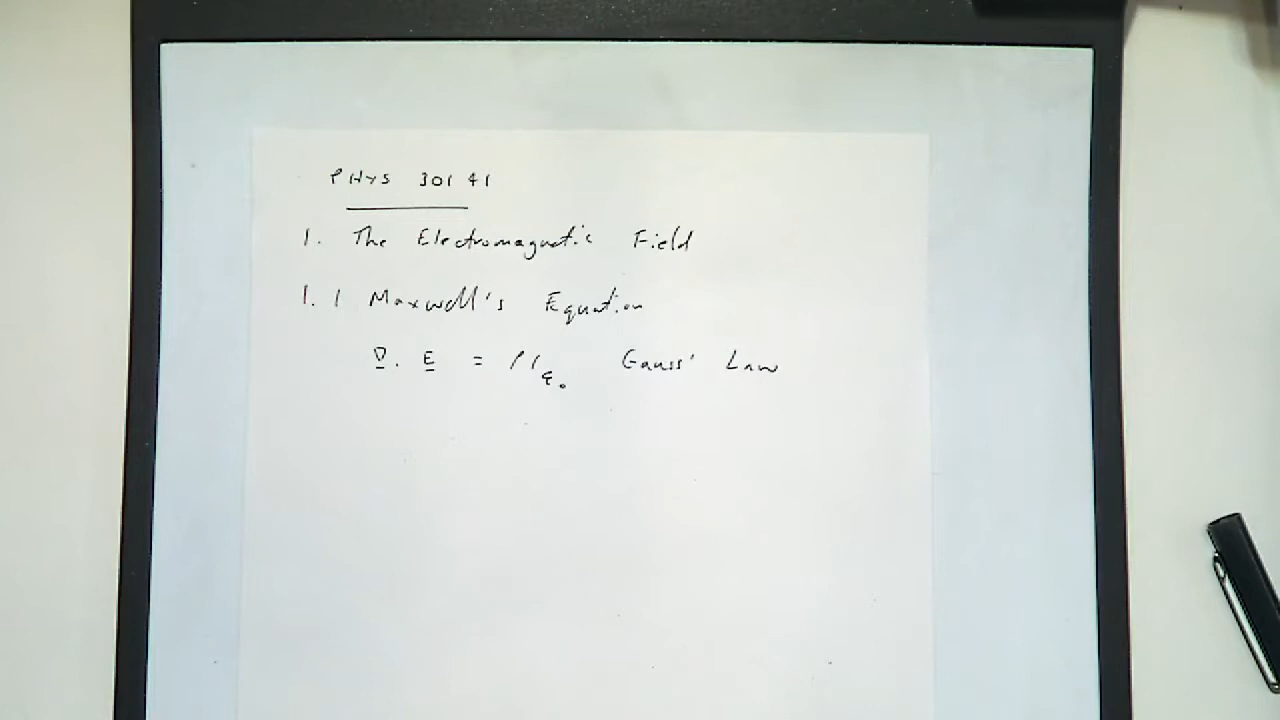 PHYS 30141
1. The Electromagnetic Field
1.1 Maxwell's Equation
∇. E = ρ/ε₀ Gauss' Law